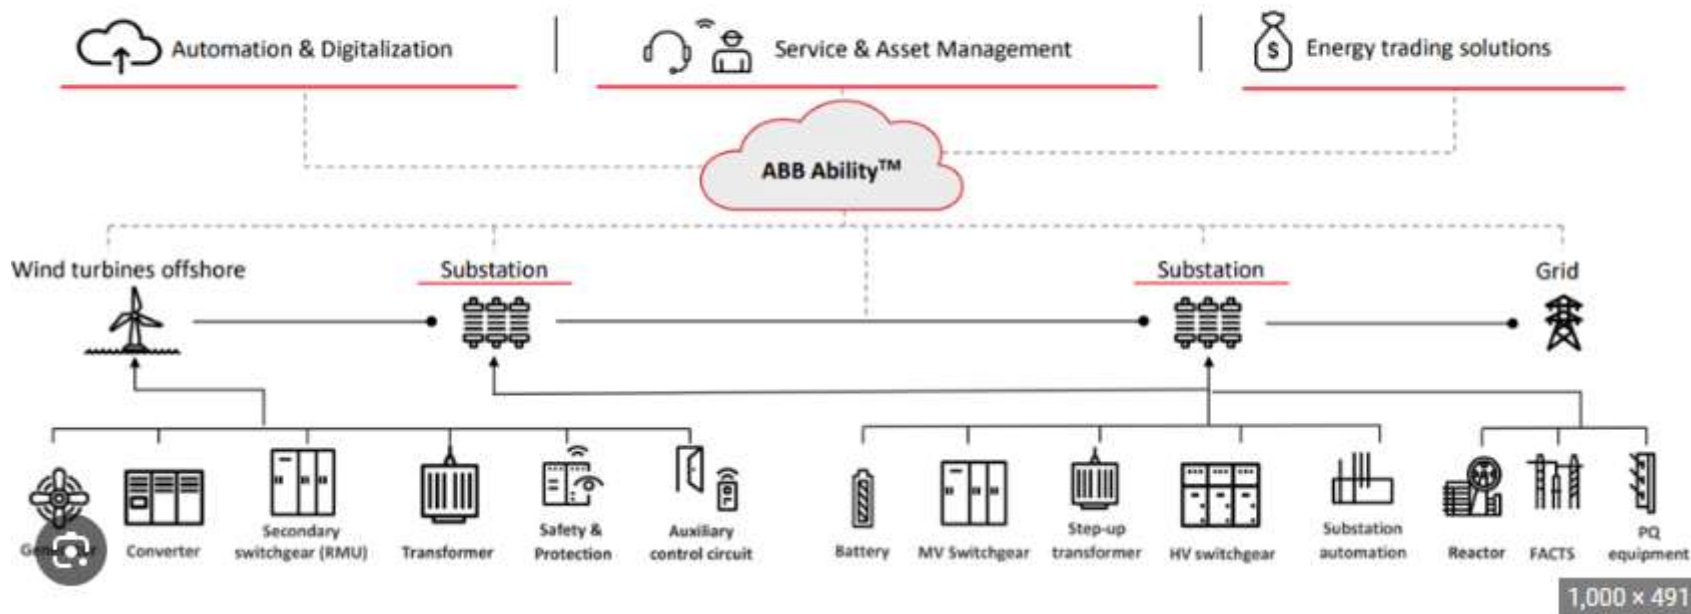 Automation & Digitalization
Service & Asset Management
Energy trading solutions
ABB Ability™
Wind turbines offshore
Substation
Substation
Grid
Converter
Secondary
switchgear (RMU)
Transformer
Safety &
Protection
Auxiliary
control circuit
Battery
MV Switchgear
Step-up
transformer
HV switchgear
Substation
automation
Reactor
FACTS
PQ
equipment
1,000 × 491